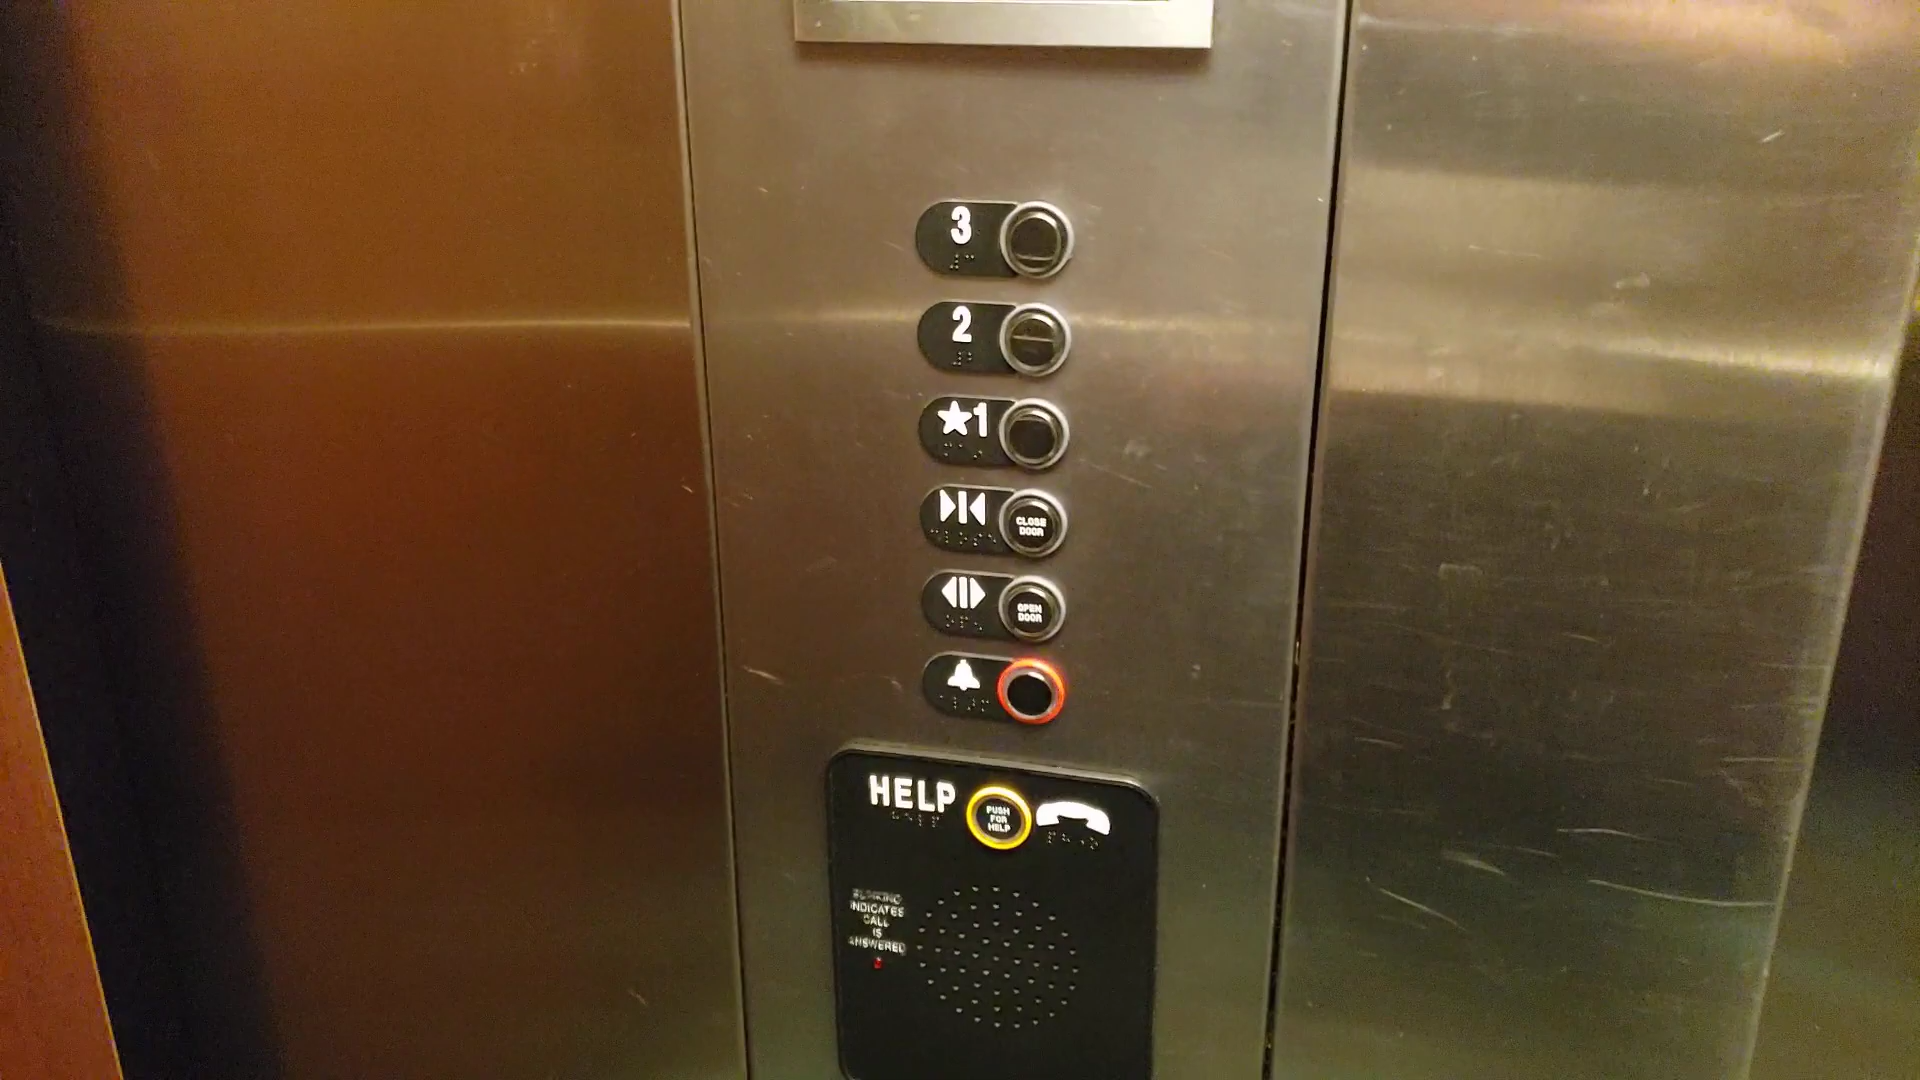 3
2
★1
CLOSE
DOOR
OPEN
DOOR
HELP
PUSH
FOR
HELP
BLINKING
INDICATES
CALL
IS
ANSWERED